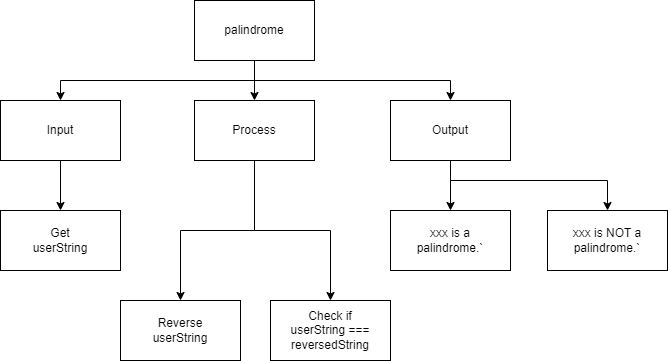 palindrome
Input
Process
Output
Get
userString
xxx is a
palindrome.`
xxx is NOT a
palindrome.`
Reverse
userString
Check if
userString ===
reversedString